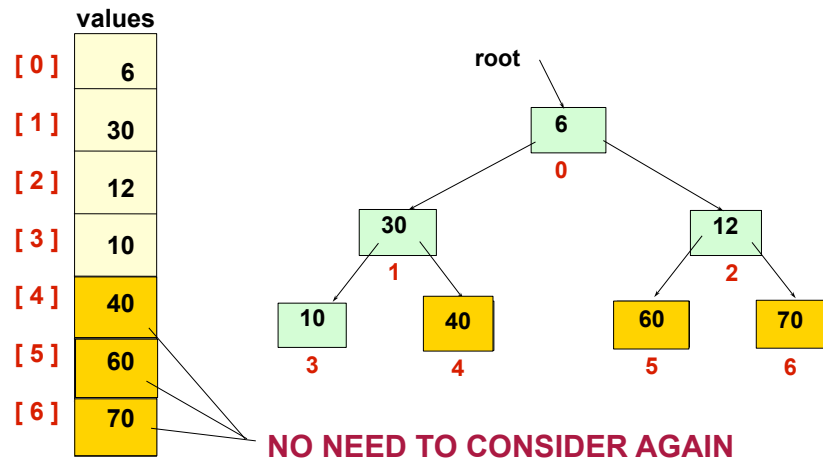 values
[ 0 ] 6
[ 1 ] 30
[ 2 ] 12
[ 3 ] 10
[ 4 ] 40
[ 5 ] 60
[ 6 ] 70
root
6
0
30
1
12
2
10
3
40
4
60
5
70
6
NO NEED TO CONSIDER AGAIN